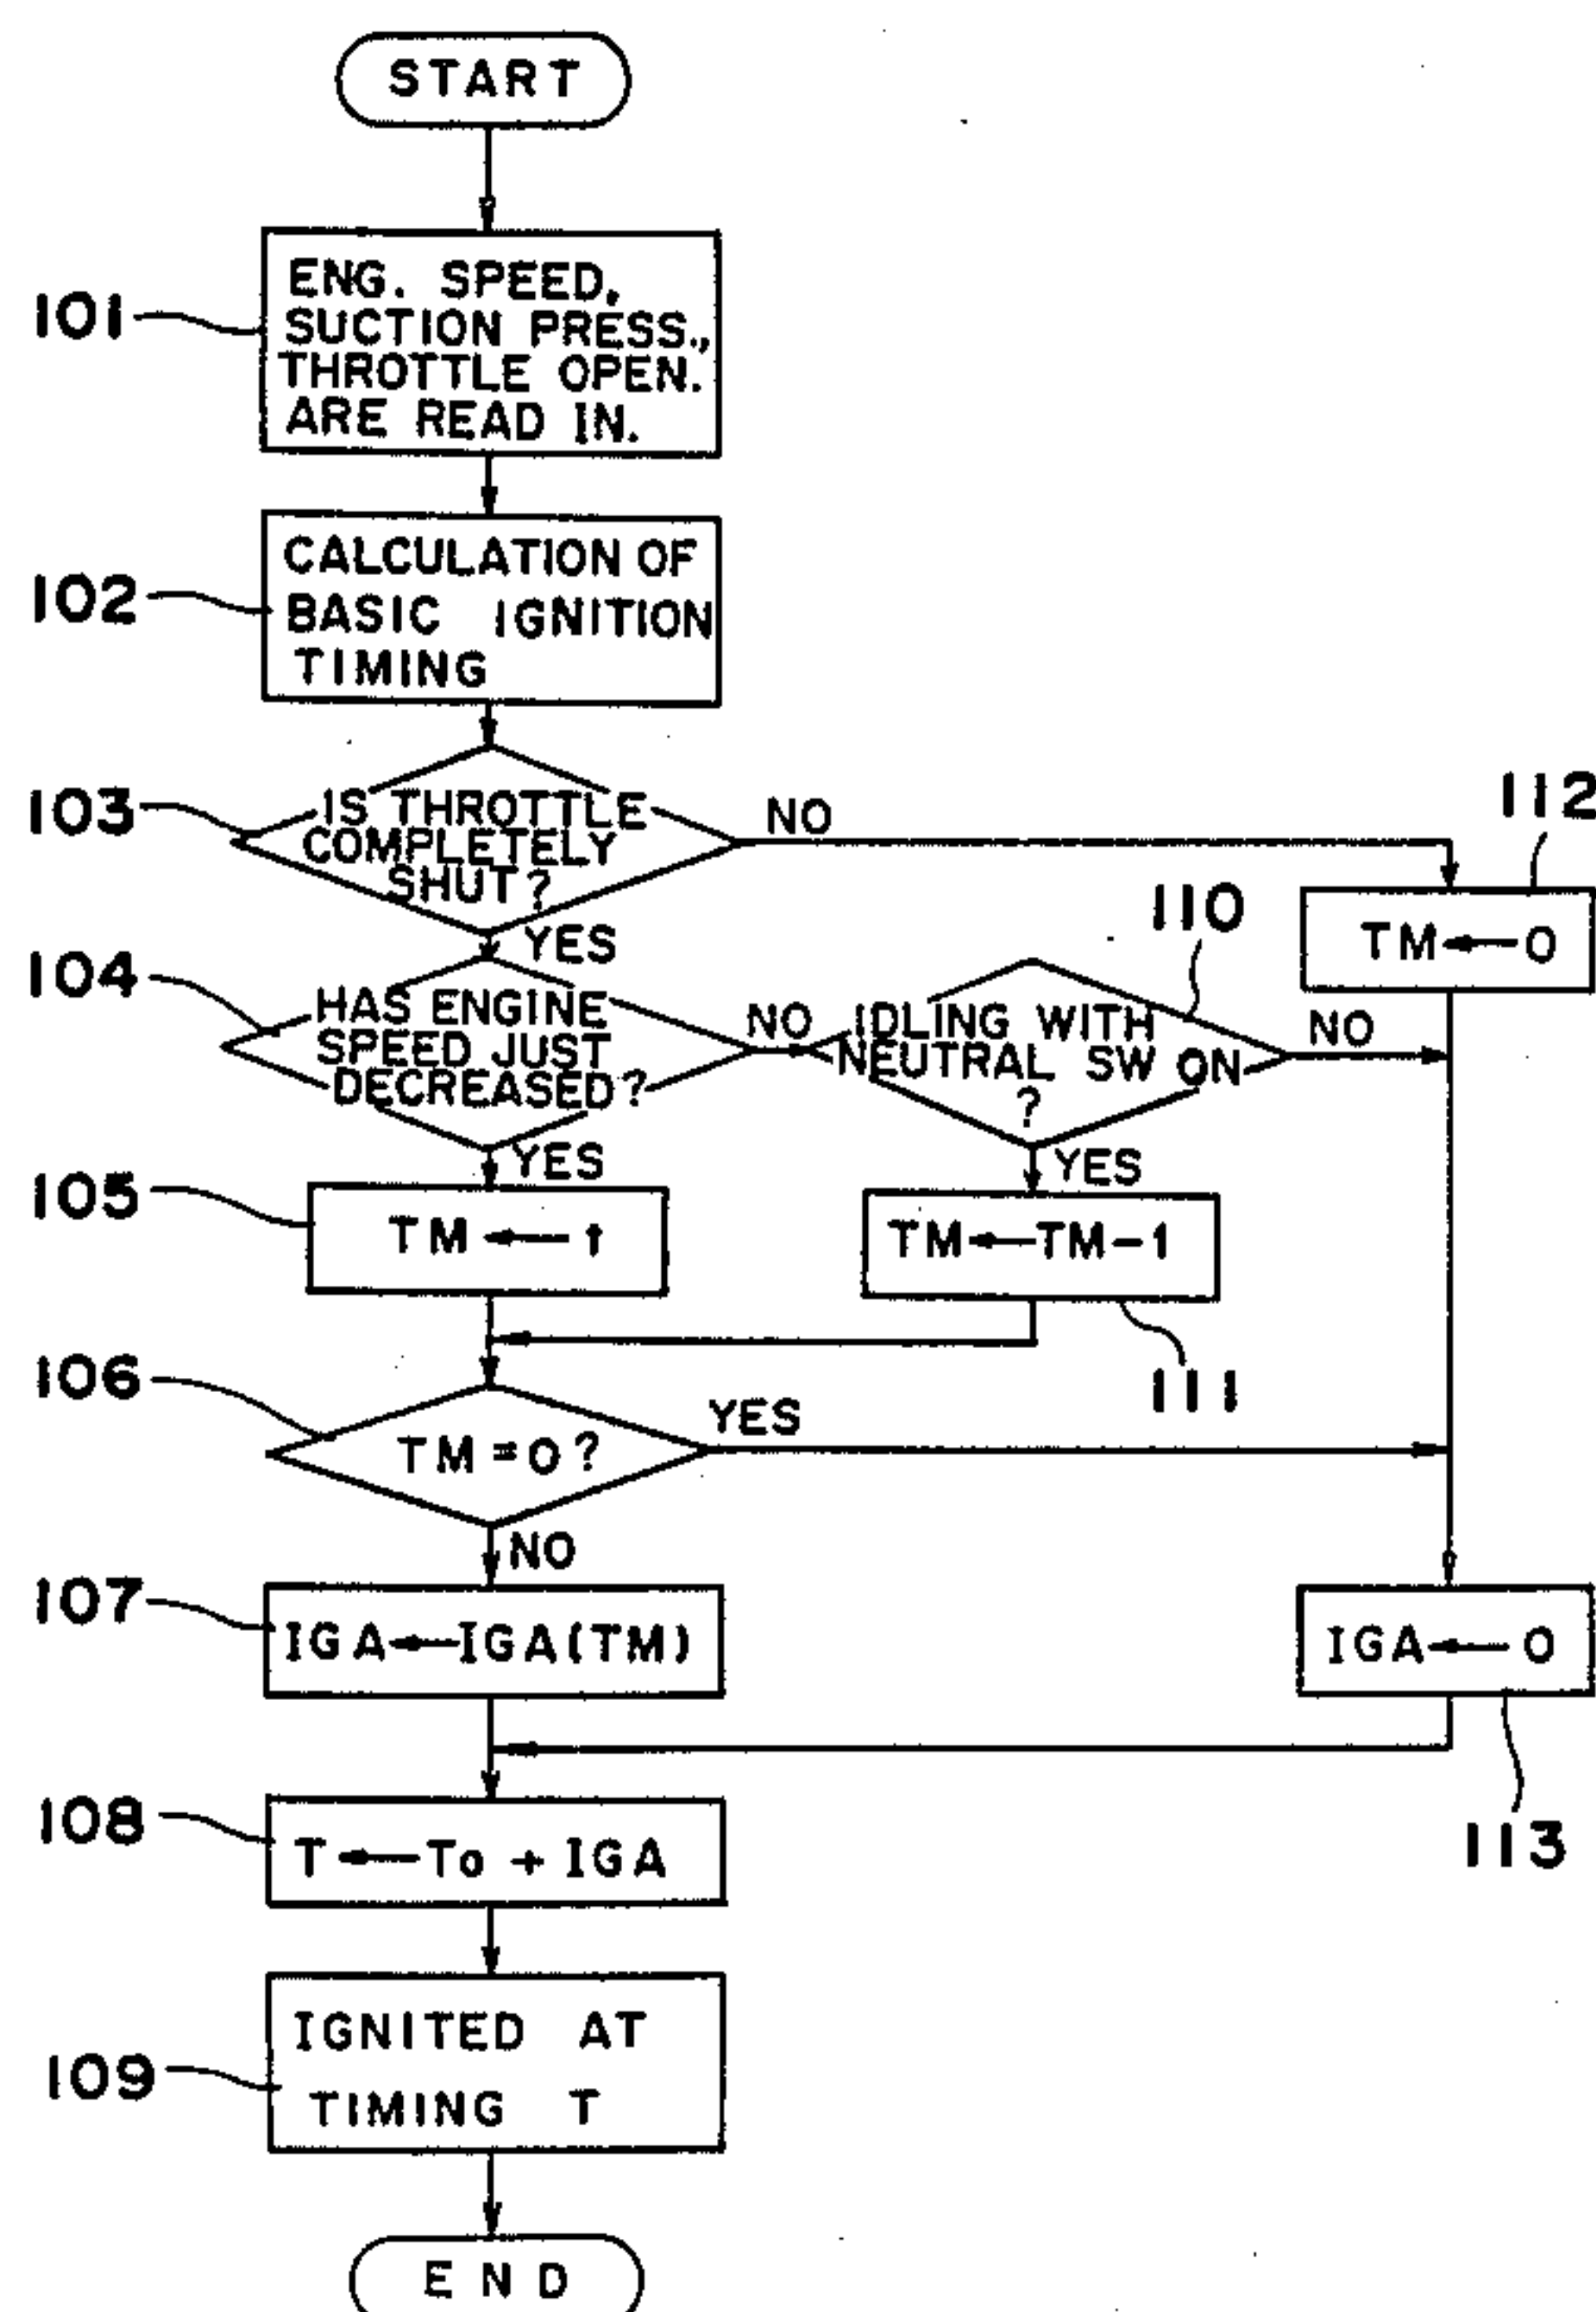 START
101
ENG. SPEED,
SUCTION PRESS.,
THROTTLE OPEN.
ARE READ IN.
102
CALCULATION OF
BASIC IGNITION
TIMING
103
IS THROTTLE
COMPLETELY
SHUT?
NO
YES
112
TM ← 0
104
HAS ENGINE
SPEED JUST
DECREASED?
NO
YES
110
IDLING WITH
NEUTRAL SW ON
?
NO
YES
105
TM ← t
TM ← TM - 1
111
106
TM = 0?
YES
NO
107
IGA ← IGA(TM)
IGA ← 0
113
108
T ← To + IGA
109
IGNITED AT
TIMING T
END